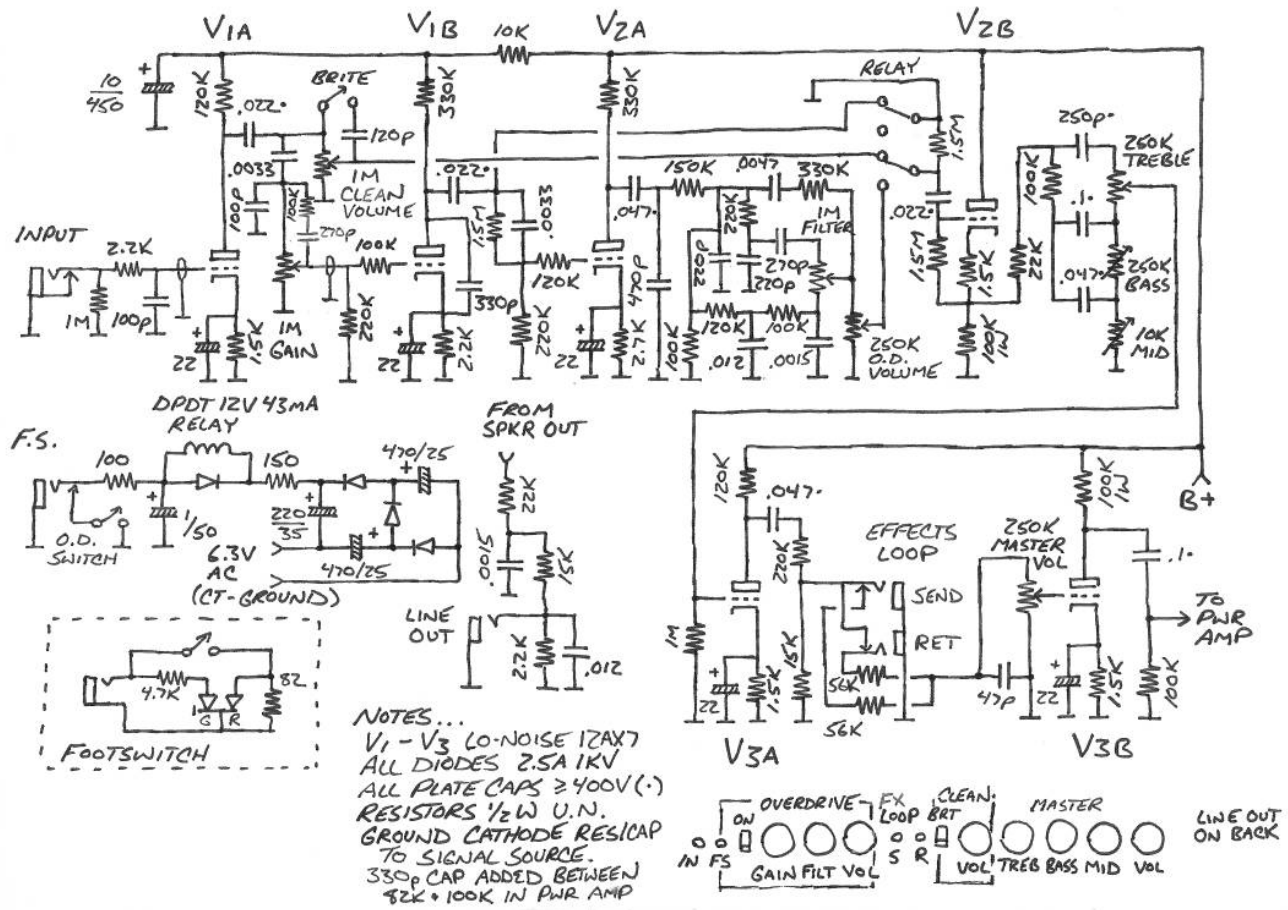 V1A
V1B
V2A
V2B
10K
10
450
120K
.022·
BRITE
120p
.0033
1M
CLEAN
VOLUME
100p
100K
270p
INPUT
2.2K
1M
100p
22
1.5K
1M
GAIN
220K
100K
330K
.022·
1.5M
.0033
330p
22
2.2K
220K
120K
330K
.047·
470p
22
2.7K
100K
150K
.0047
330K
220K
1M
FILTER
220p
220p
270p
120K
100K
.012
.0015
250K
O.D.
VOLUME
RELAY
1.5M
.022·
1.5M
1.5K
100K
1W
22K
100K
250p·
250K
TREBLE
.1·
250K
BASS
.047·
10K
MID
DPDT 12V 43mA
RELAY
F.S.
100
150
470/25
1/50
220
35
O.D.
SWITCH
6.3V
AC
(CT-GROUND)
470/25
FROM
SPKR OUT
22K
.0015
15K
LINE
OUT
2.2K
.012
120K
.047·
220K
EFFECTS
LOOP
SEND
RET
1M
22
1.5K
15K
56K
56K
V3A
250K
MASTER
VOL
100K
1W
B+
.1·
TO
PWR
AMP
47p
22
1.5K
100K
V3B
4.7K
G
R
82
FOOTSWITCH
NOTES...
V1 - V3 LO-NOISE 12AX7
ALL DIODES 2.5A 1KV
ALL PLATE CAPS ≥400V (·)
RESISTORS 1/2W U.N.
GROUND CATHODE RES/CAP
TO SIGNAL SOURCE.
330p CAP ADDED BETWEEN
82K + 100K IN PWR AMP
OVERDRIVE
FX
LOOP
CLEAN
MASTER
ON
BRT
IN FS
GAIN FILT VOL
S R
VOL
TREB BASS MID VOL
LINE OUT
ON BACK